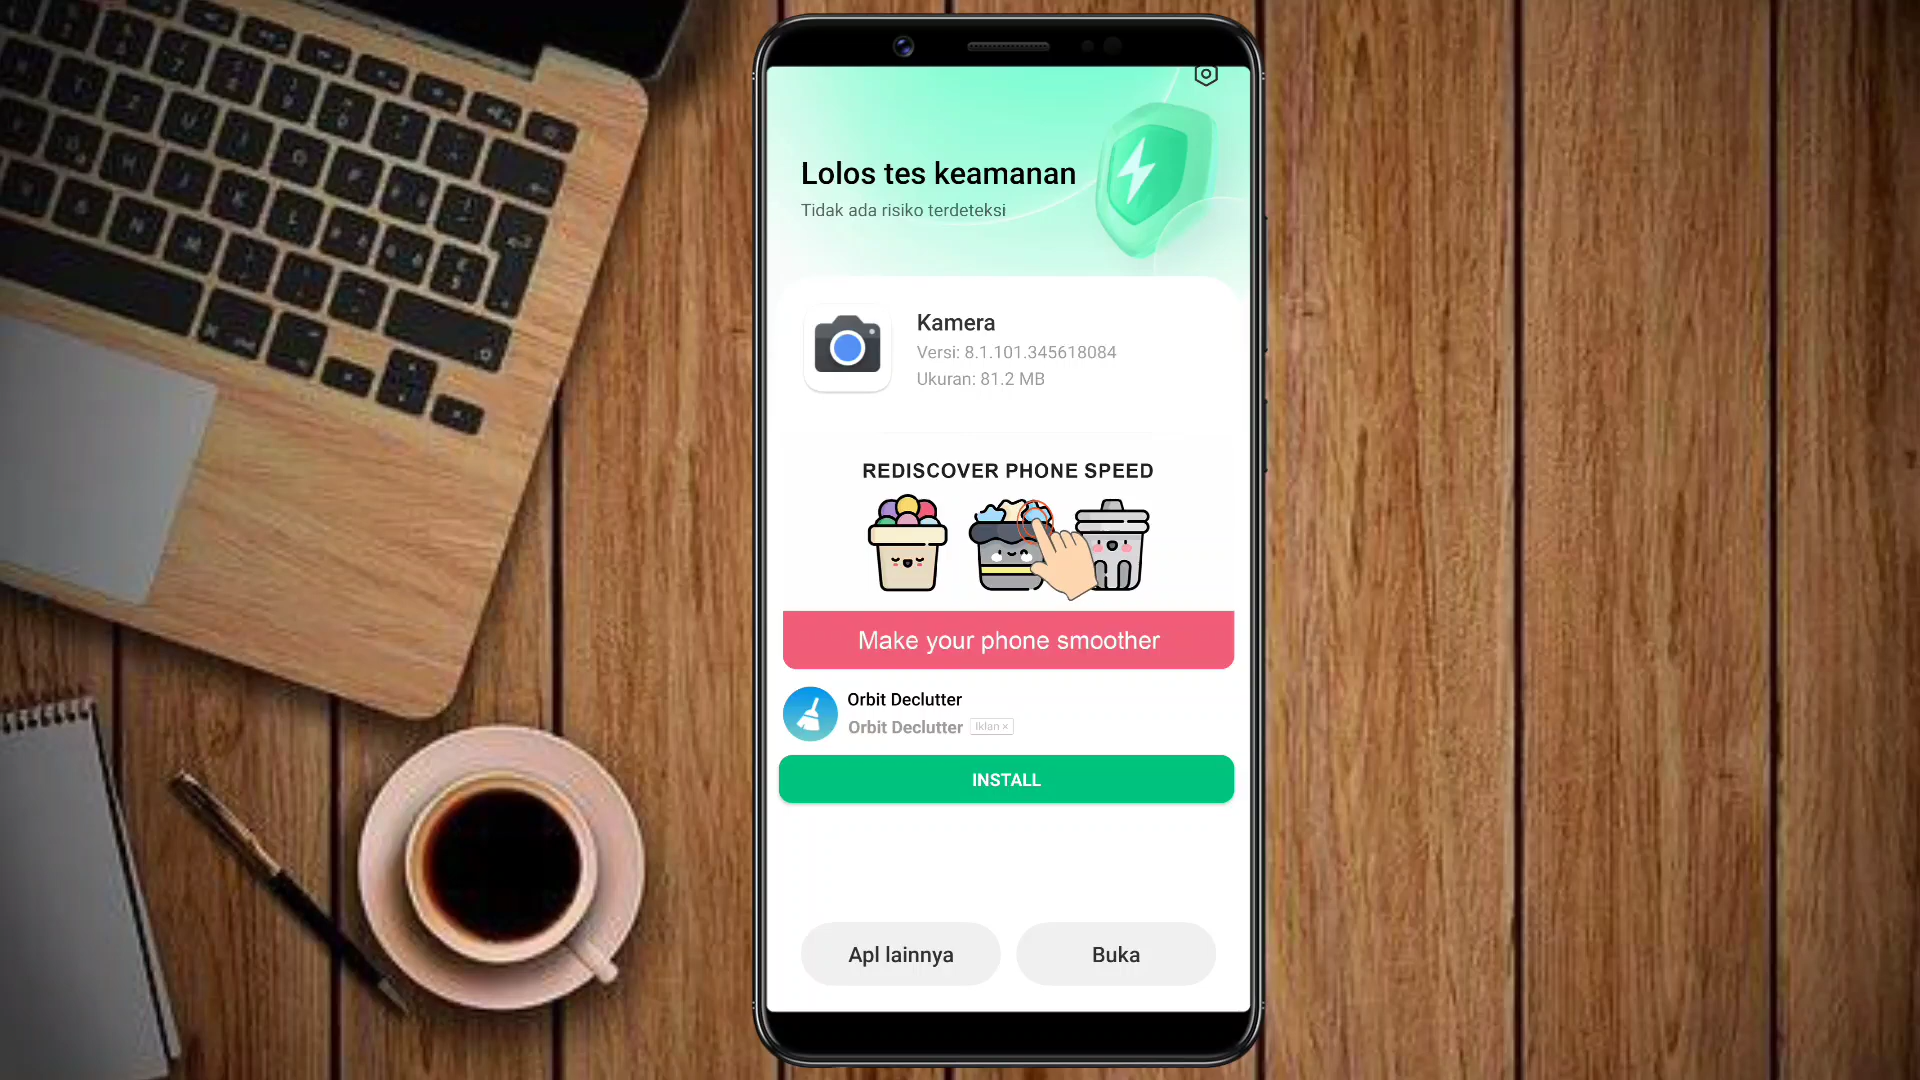 Lolos tes keamanan
Tidak ada risiko terdeteksi
Kamera
Versi: 8.1.101.345618084
Ukuran: 81.2 MB
REDISCOVER PHONE SPEED
Make your phone smoother
Orbit Declutter
Orbit Declutter Iklan ×
INSTALL
Apl lainnya
Buka